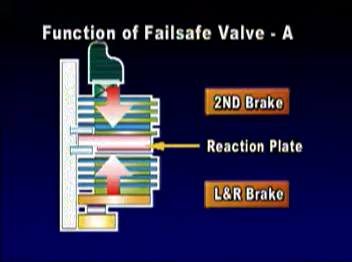 Function of Failsafe Valve - A
2ND Brake
Reaction Plate
L&R Brake